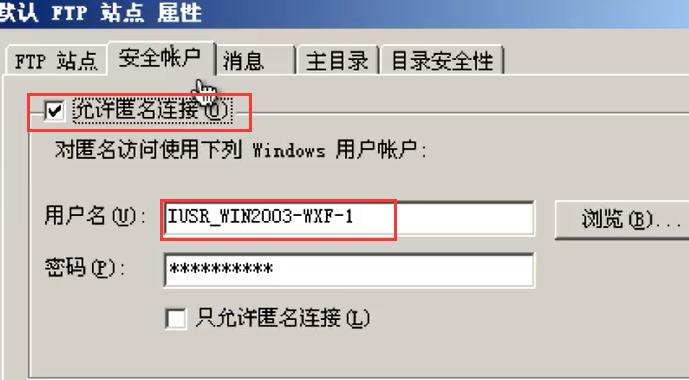 默认 FTP 站点 属性
FTP 站点 安全帐户 消息 主目录 目录安全性
允许匿名连接(O)
对匿名访问使用下列 Windows 用户帐户:
用户名(U): IUSR_WIN2003-WXF-1 浏览(B)...
密码(P): **********
只允许匿名连接(L)